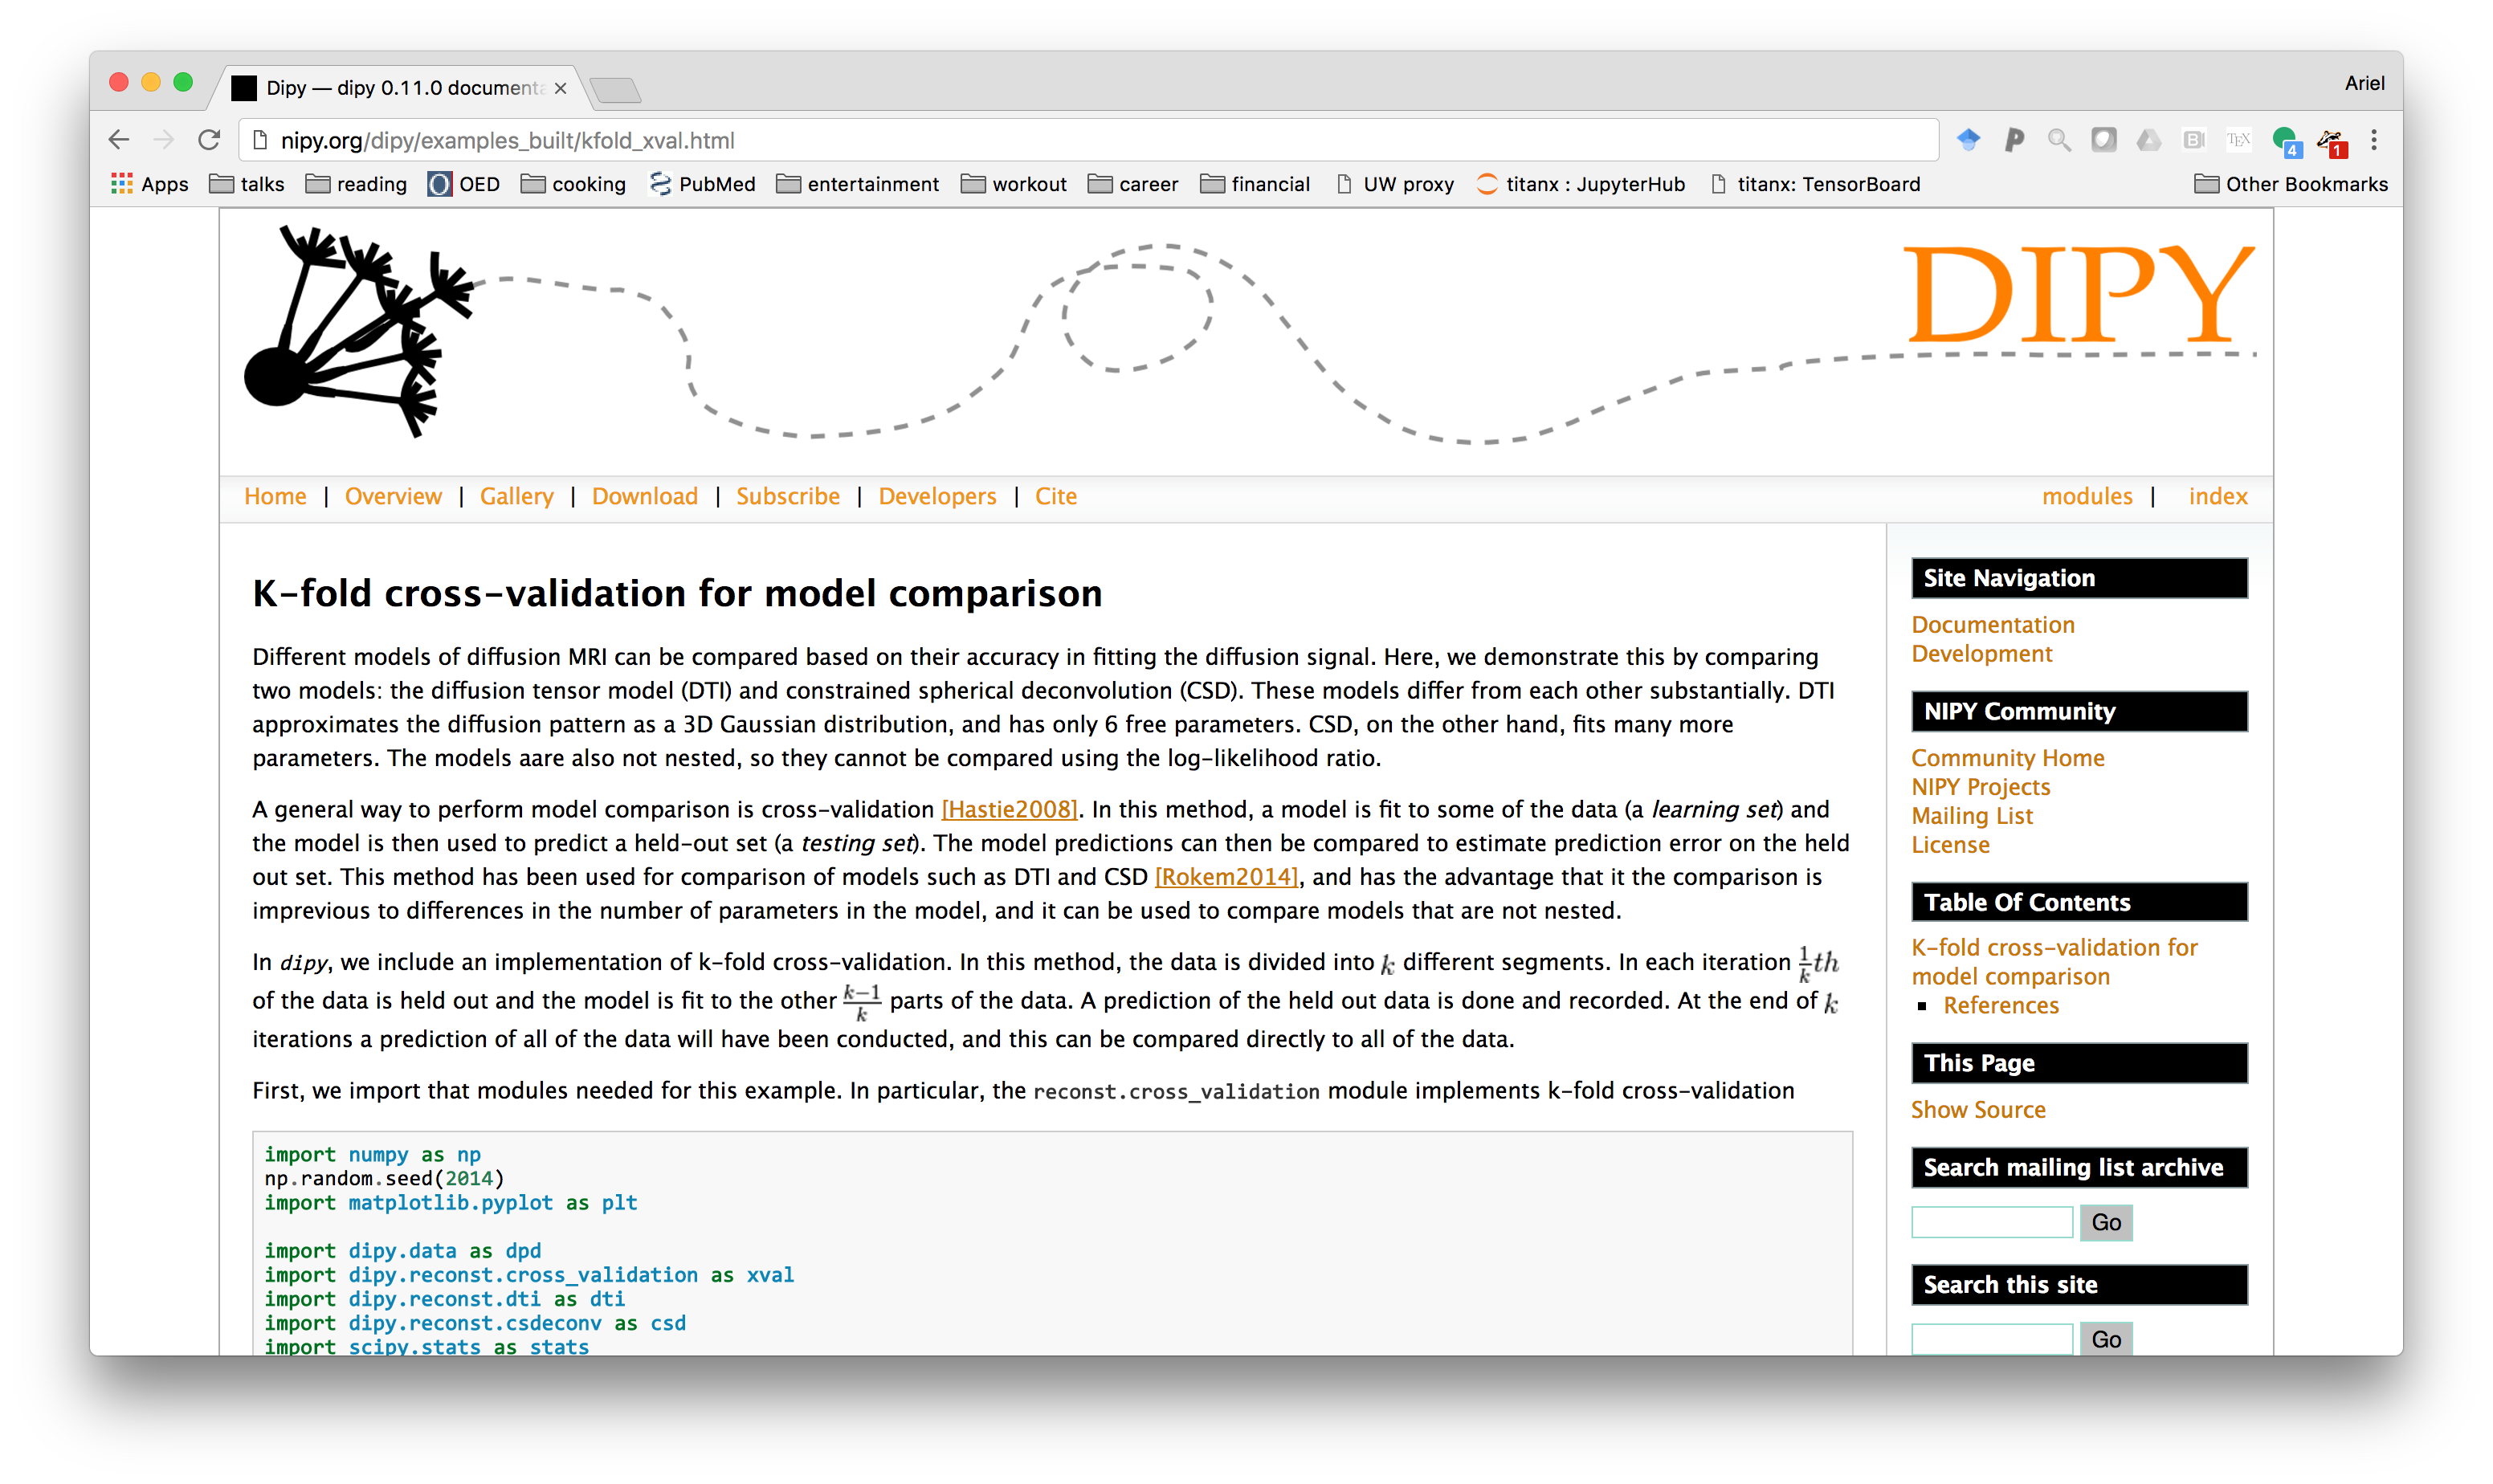 Dipy — dipy 0.11.0 documenta
Ariel
nipy.org/dipy/examples_built/kfold_xval.html
P
B
TEX
4
1
Apps talks reading OED cooking PubMed entertainment workout career financial UW proxy titanx : JupyterHub titanx: TensorBoard Other Bookmarks
DIPY
Home | Overview | Gallery | Download | Subscribe | Developers | Cite
modules | index
K-fold cross-validation for model comparison
Different models of diffusion MRI can be compared based on their accuracy in fitting the diffusion signal. Here, we demonstrate this by comparing
two models: the diffusion tensor model (DTI) and constrained spherical deconvolution (CSD). These models differ from each other substantially. DTI
approximates the diffusion pattern as a 3D Gaussian distribution, and has only 6 free parameters. CSD, on the other hand, fits many more
parameters. The models aare also not nested, so they cannot be compared using the log-likelihood ratio.
A general way to perform model comparison is cross-validation [Hastie2008]. In this method, a model is fit to some of the data (a learning set) and
the model is then used to predict a held-out set (a testing set). The model predictions can then be compared to estimate prediction error on the held
out set. This method has been used for comparison of models such as DTI and CSD [Rokem2014], and has the advantage that it the comparison is
imprevious to differences in the number of parameters in the model, and it can be used to compare models that are not nested.
In dipy, we include an implementation of k-fold cross-validation. In this method, the data is divided into k different segments. In each iteration 1/k th
of the data is held out and the model is fit to the other k−1/k parts of the data. A prediction of the held out data is done and recorded. At the end of k
iterations a prediction of all of the data will have been conducted, and this can be compared directly to all of the data.
First, we import that modules needed for this example. In particular, the reconst.cross_validation module implements k-fold cross-validation
import numpy as np
np.random.seed(2014)
import matplotlib.pyplot as plt
import dipy.data as dpd
import dipy.reconst.cross_validation as xval
import dipy.reconst.dti as dti
import dipy.reconst.csdeconv as csd
import scipy.stats as stats
Site Navigation
Documentation
Development
NIPY Community
Community Home
NIPY Projects
Mailing List
License
Table Of Contents
K-fold cross-validation for
model comparison
References
This Page
Show Source
Search mailing list archive
Go
Search this site
Go